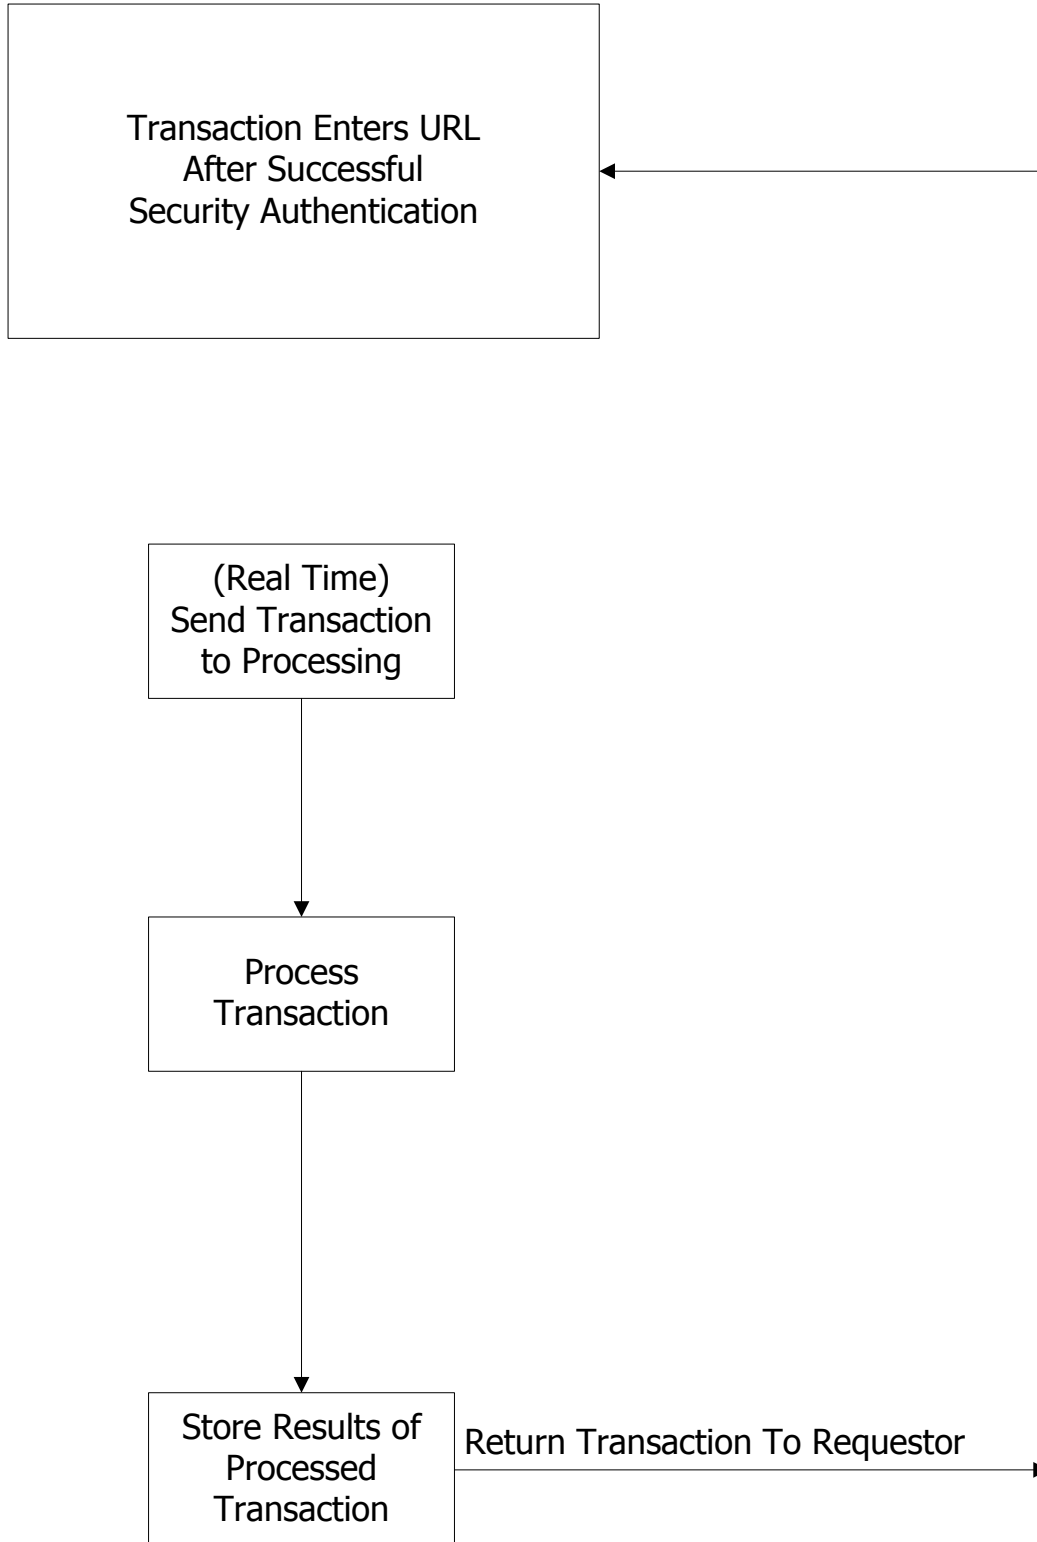 Transaction Enters URL
After Successful
Security Authentication
(Real Time)
Send Transaction
to Processing
Process
Transaction
Store Results of
Processed
Transaction
Return Transaction To Requestor